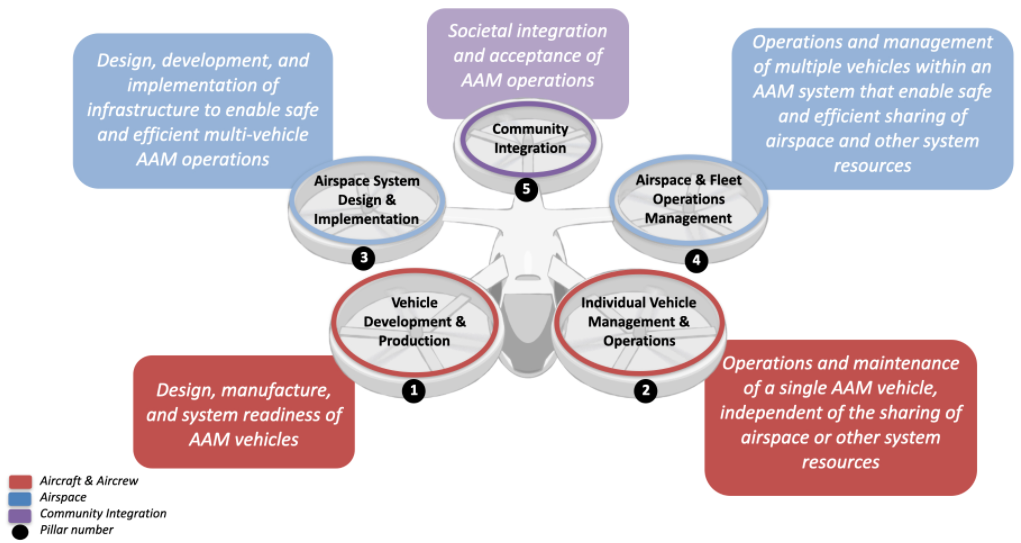 Societal integration
and acceptance of
AAM operations
Design, development, and
implementation of
infrastructure to enable safe
and efficient multi-vehicle
AAM operations
Operations and management
of multiple vehicles within an
AAM system that enable safe
and efficient sharing of
airspace and other system
resources
Community
Integration
5
Airspace System
Design &
Implementation
3
Airspace & Fleet
Operations
Management
4
Vehicle
Development &
Production
1
Individual Vehicle
Management &
Operations
2
Design, manufacture,
and system readiness of
AAM vehicles
Operations and maintenance
of a single AAM vehicle,
independent of the sharing of
airspace or other system
resources
Aircraft & Aircrew
Airspace
Community Integration
Pillar number